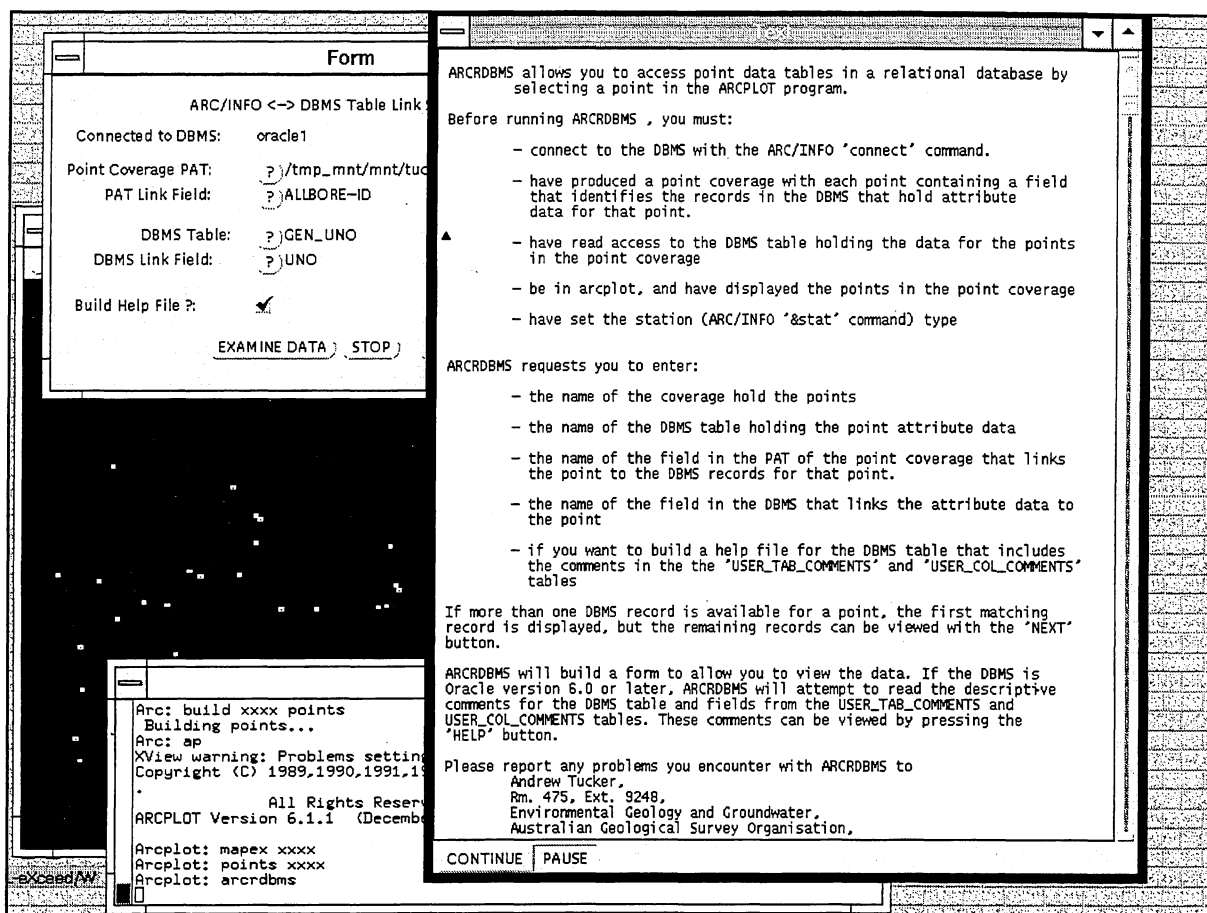 Form
ARC/INFO <-> DBMS Table Link
Connected to DBMS: oracle1
Point Coverage PAT: ? /tmp_mnt/mnt/tuc
PAT Link Field: ? ALLBORE-ID
DBMS Table: ? GEN_UNO
DBMS Link Field: ? UNO
Build Help File ?:
EXAMINE DATA STOP
ARCRDBMS allows you to access point data tables in a relational database by
selecting a point in the ARCPLOT program.
Before running ARCRDBMS , you must:
- connect to the DBMS with the ARC/INFO 'connect' command.
- have produced a point coverage with each point containing a field
that identifies the records in the DBMS that hold attribute
data for that point.
- have read access to the DBMS table holding the data for the points
in the point coverage
- be in arcplot, and have displayed the points in the point coverage
- have set the station (ARC/INFO '&stat' command) type
ARCRDBMS requests you to enter:
- the name of the coverage hold the points
- the name of the DBMS table holding the point attribute data
- the name of the field in the PAT of the point coverage that links
the point to the DBMS records for that point.
- the name of the field in the DBMS that links the attribute data to
the point
- if you want to build a help file for the DBMS table that includes
the comments in the the 'USER_TAB_COMMENTS' and 'USER_COL_COMMENTS'
tables
If more than one DBMS record is available for a point, the first matching
record is displayed, but the remaining records can be viewed with the 'NEXT'
button.
ARCRDBMS will build a form to allow you to view the data. If the DBMS is
Oracle version 6.0 or later, ARCRDBMS will attempt to read the descriptive
comments for the DBMS table and fields from the USER_TAB_COMMENTS and
USER_COL_COMMENTS tables. These comments can be viewed by pressing the
'HELP' button.
Please report any problems you encounter with ARCRDBMS to
Andrew Tucker,
Rm. 475, Ext. 9248,
Environmental Geology and Groundwater,
Australian Geological Survey Organisation,
CONTINUE PAUSE
Arc: build xxxx points
Building points...
Arc: ap
XView warning: Problems setting
Copyright (C) 1989,1990,1991,19
.
All Rights Reser
ARCPLOT Version 6.1.1 (Decembe
Arcplot: mapex xxxx
Arcplot: points xxxx
Arcplot: arcrdbms
eXceed/W